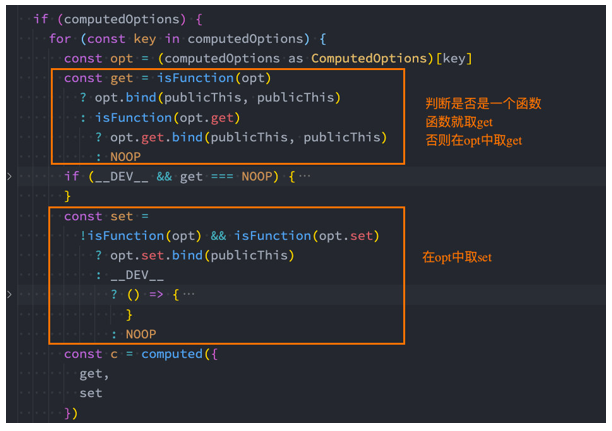 if (computedOptions) {
for (const key in computedOptions) {
const opt = (computedOptions as ComputedOptions)[key]
const get = isFunction(opt)
? opt.bind(publicThis, publicThis)
: isFunction(opt.get)
? opt.get.bind(publicThis, publicThis)
: NOOP
判断是否是一个函数
函数就取get
否则在opt中取get
if (__DEV__ && get === NOOP) { ⋯
}
const set =
!isFunction(opt) && isFunction(opt.set)
? opt.set.bind(publicThis)
: __DEV__
? () => { ⋯
}
: NOOP
在opt中取set
const c = computed({
get,
set
})